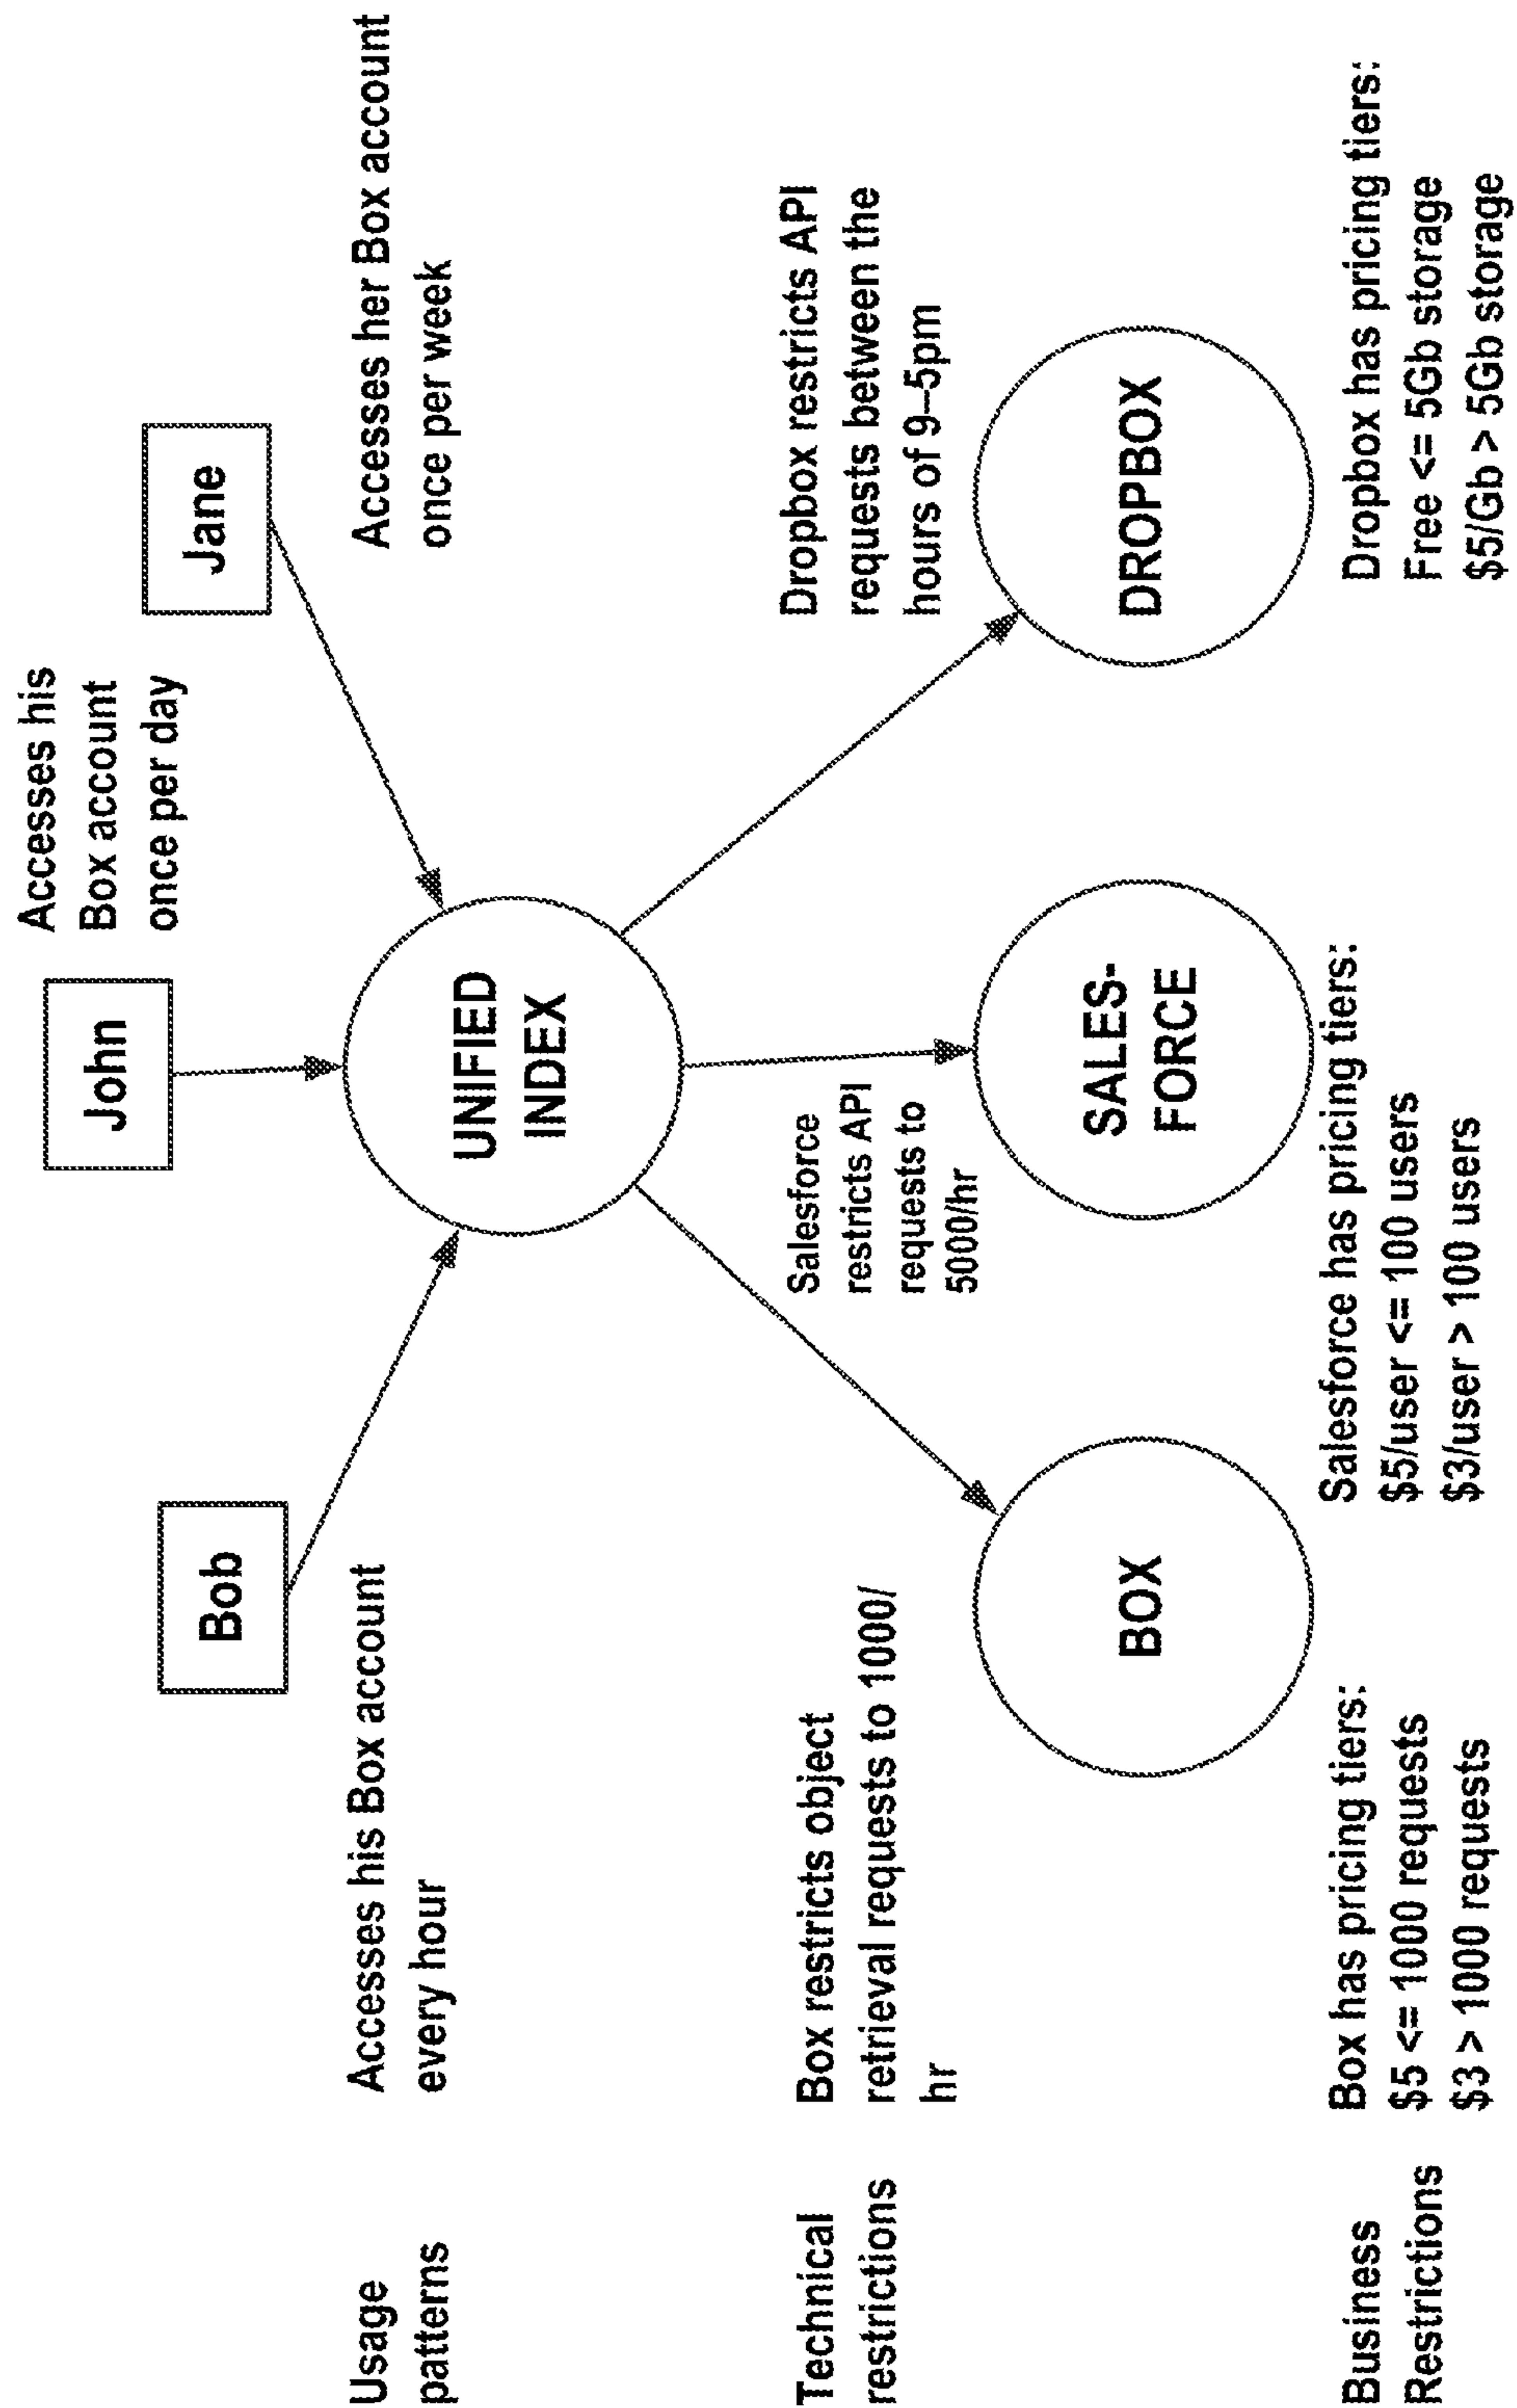 Accesses his
Box account
once per day
John
Jane
Bob
Usage
patterns
Accesses his Box account
every hour
Accesses her Box account
once per week
UNIFIED
INDEX
Technical
restrictions
Box restricts object
retrieval requests to 1000/
hr
Salesforce
restricts API
requests to
5000/hr
Dropbox restricts API
requests between the
hours of 9–5pm
BOX
SALES-
FORCE
DROPBOX
Business
Restrictions
Box has pricing tiers:
$5 <= 1000 requests
$3 > 1000 requests
Salesforce has pricing tiers:
$5/user <= 100 users
$3/user > 100 users
Dropbox has pricing tiers:
Free <= 5Gb storage
$5/Gb > 5Gb storage